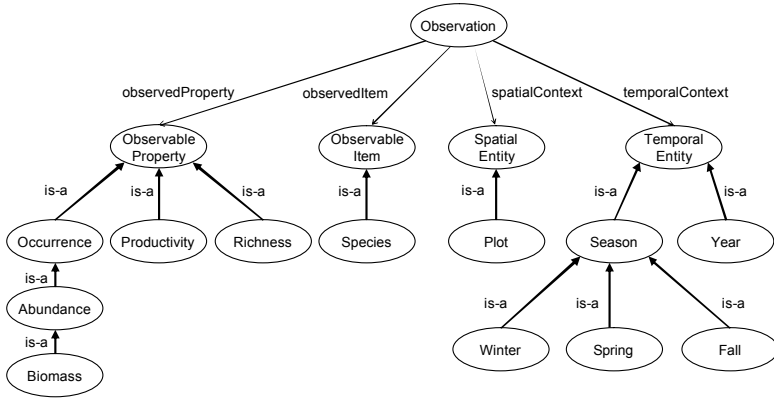 Observation
observedProperty
observedItem
spatialContext
temporalContext
Observable
Property
Observable
Item
Spatial
Entity
Temporal
Entity
is-a
is-a
is-a
is-a
is-a
is-a
is-a
Occurrence
Productivity
Richness
Species
Plot
Season
Year
is-a
Abundance
is-a
is-a
is-a
is-a
Biomass
Winter
Spring
Fall